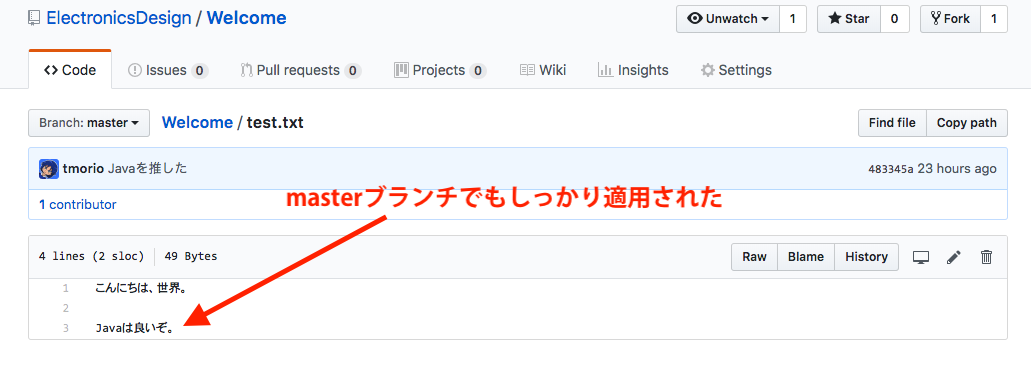 ElectronicsDesign / Welcome
Unwatch 1 Star 0 Fork 1
Code Issues 0 Pull requests 0 Projects 0 Wiki Insights Settings
Branch: master Welcome / test.txt Find file Copy path
tmorio Javaを推した 483345a 23 hours ago
1 contributor
masterブランチでもしっかり適用された
4 lines (2 sloc) 49 Bytes Raw Blame History
1 こんにちは、世界。
2
3 Javaは良いぞ。